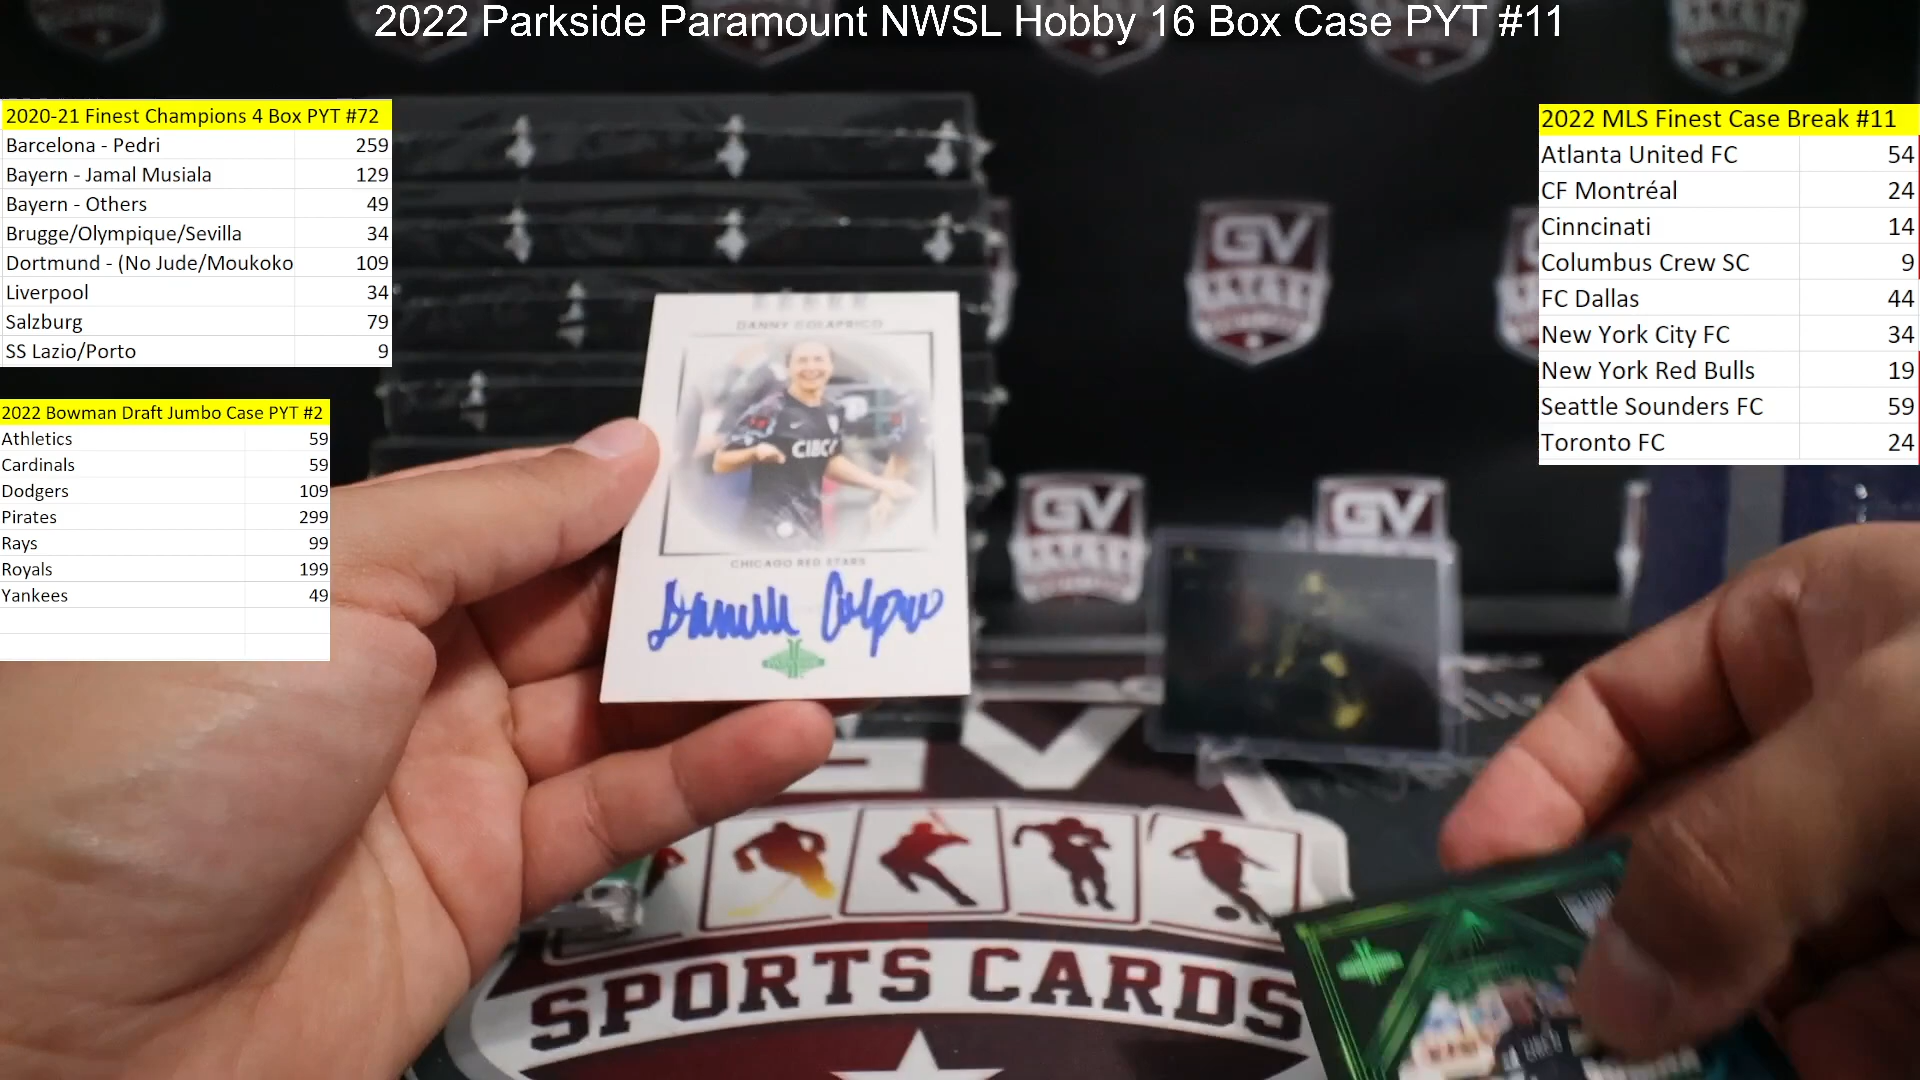 2022 Parkside Paramount NWSL Hobby 16 Box Case PYT #11
2020-21 Finest Champions 4 Box PYT #72
Barcelona - Pedri 259
Bayern - Jamal Musiala 129
Bayern - Others 49
Brugge/Olympique/Sevilla 34
Dortmund - (No Jude/Moukoko 109
Liverpool 34
Salzburg 79
SS Lazio/Porto 9
2022 Bowman Draft Jumbo Case PYT #2
Athletics 59
Cardinals 59
Dodgers 109
Pirates 299
Rays 99
Royals 199
Yankees 49
2022 MLS Finest Case Break #11
Atlanta United FC 54
CF Montréal 24
Cinncinati 14
Columbus Crew SC 9
FC Dallas 44
New York City FC 34
New York Red Bulls 19
Seattle Sounders FC 59
Toronto FC 24
DANNY COLAPRICO
CIBC
CHICAGO RED STARS
GV
GV
GV
GV
SPORTS CARDS